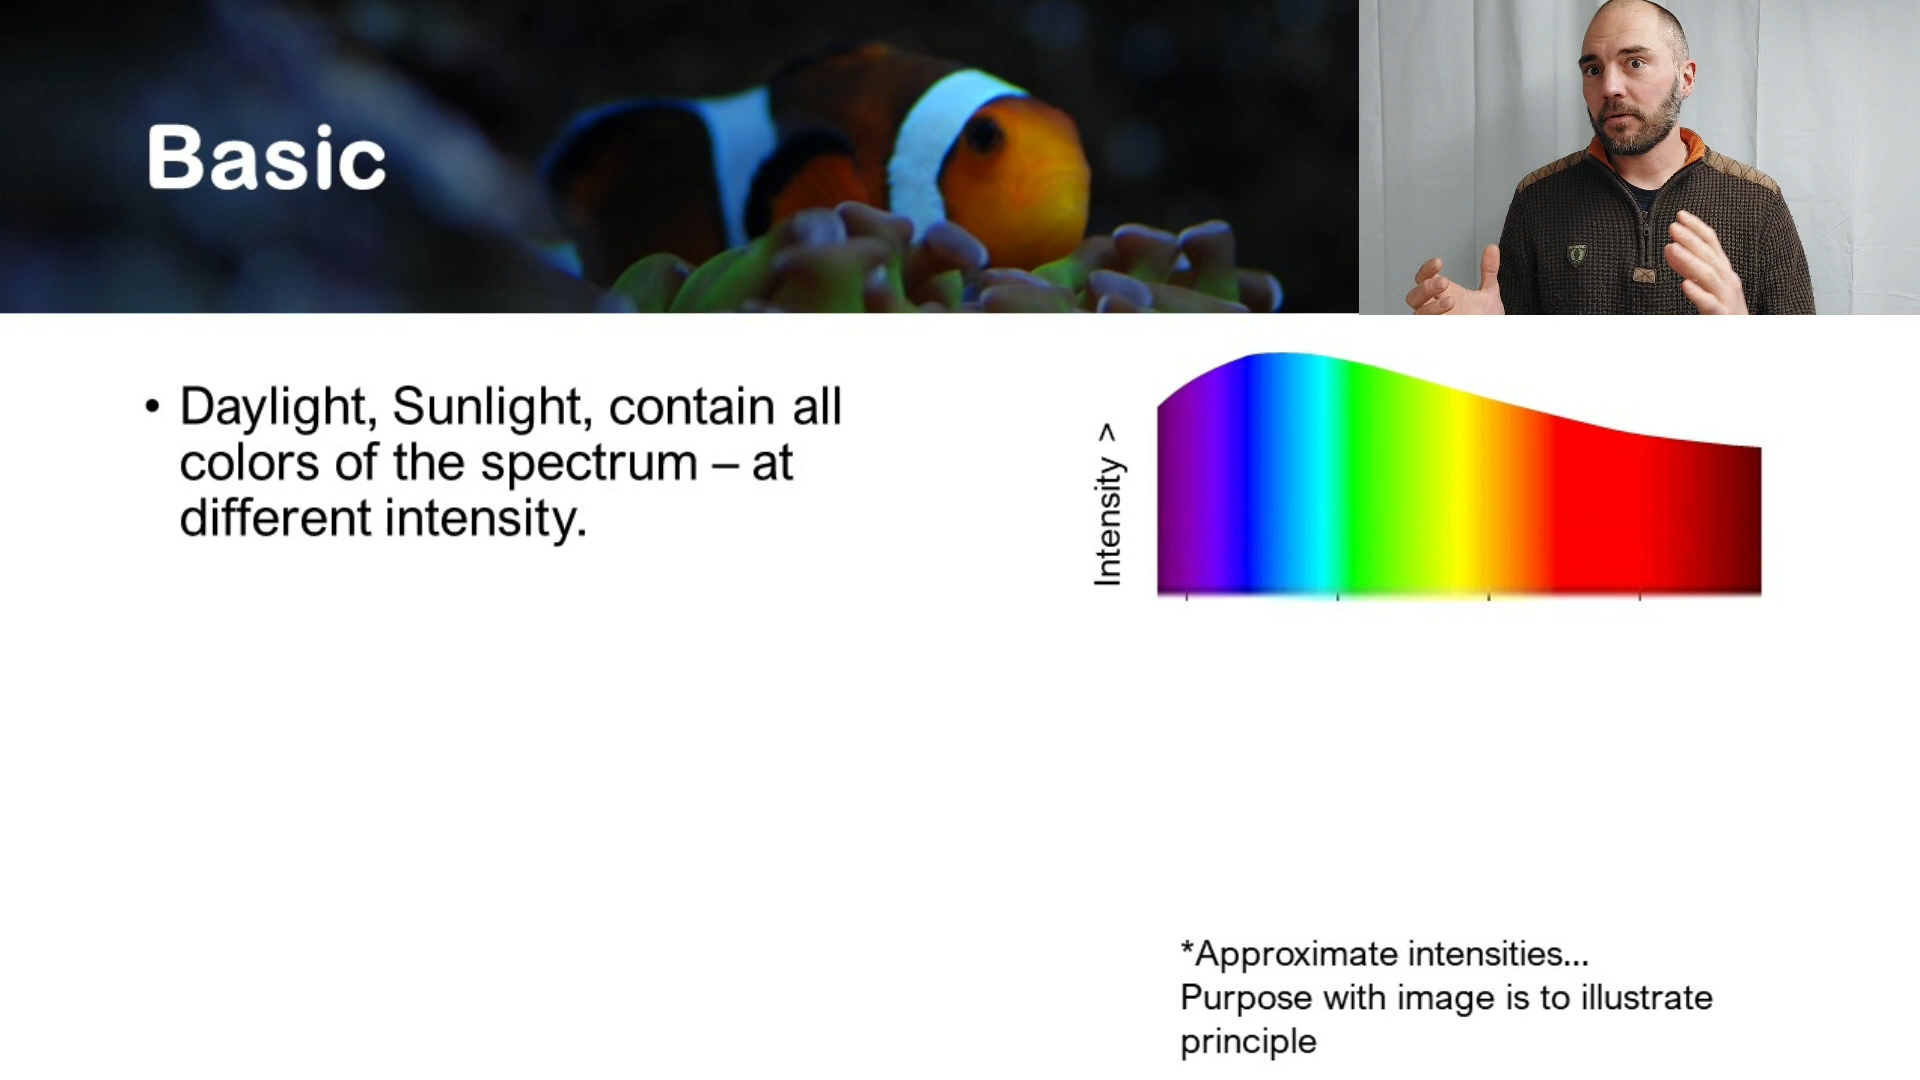 Basic
• Daylight, Sunlight, contain all
colors of the spectrum – at
different intensity.
Intensity >
*Approximate intensities...
Purpose with image is to illustrate
principle